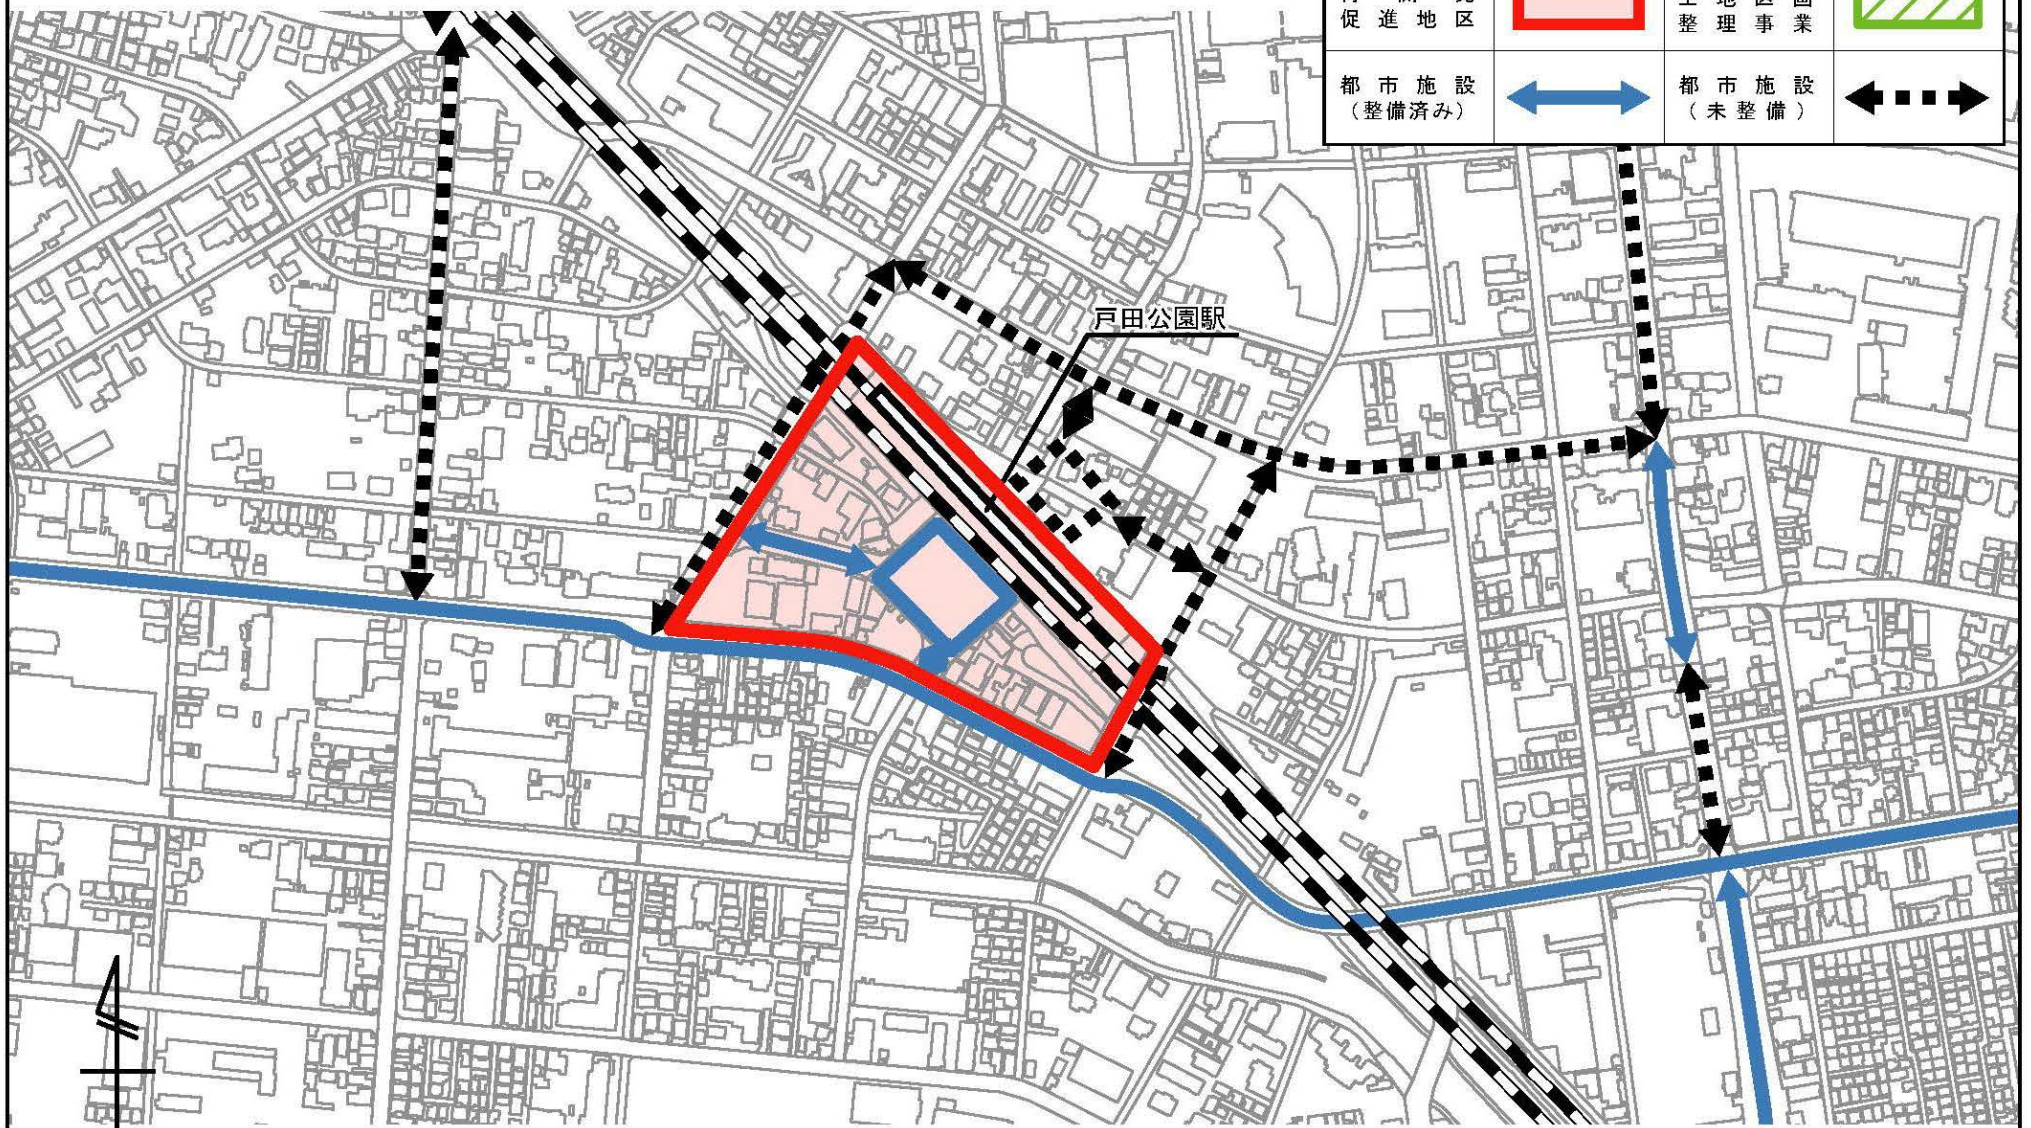 促進地区
整理事業
都市施設
(整備済み)
都市施設
(未整備)
戸田公園駅